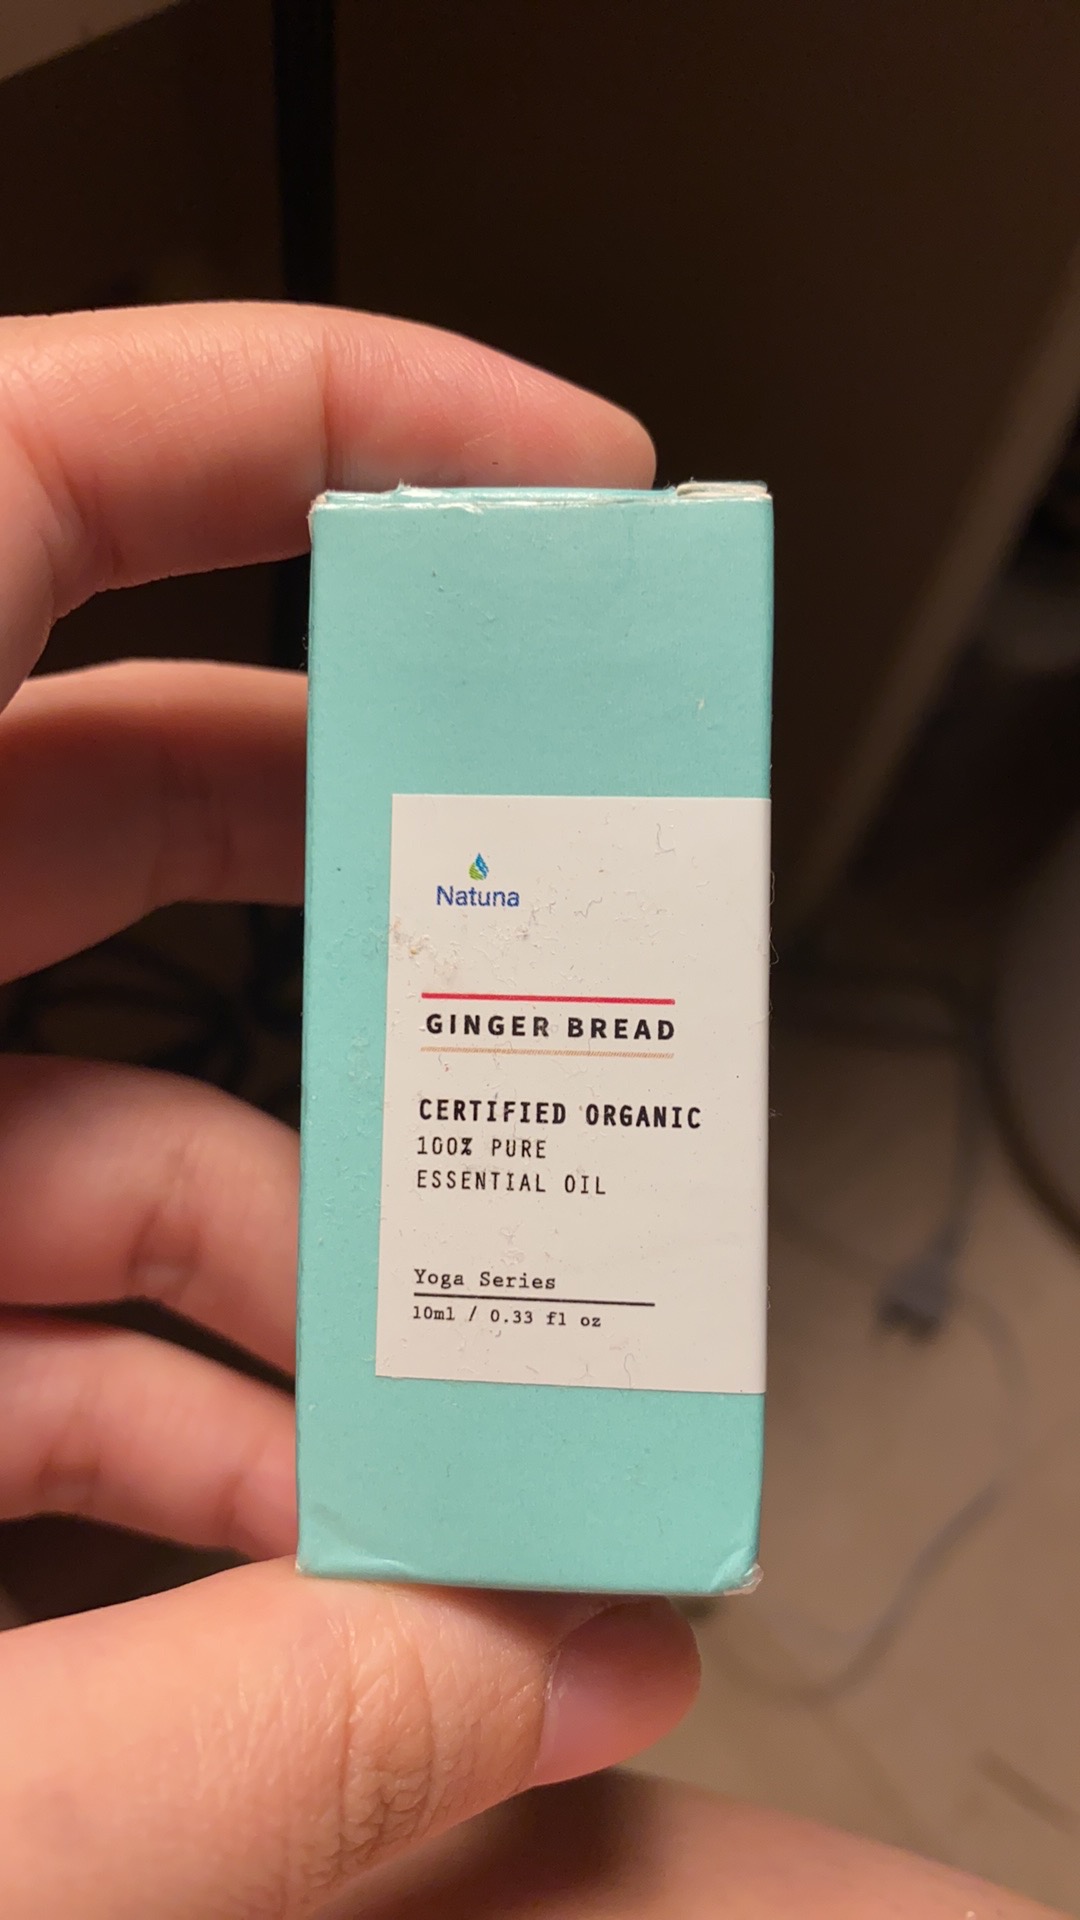 Natuna
GINGER BREAD
CERTIFIED ORGANIC
100% PURE
ESSENTIAL OIL
Yoga Series
10ml / 0.33 fl oz